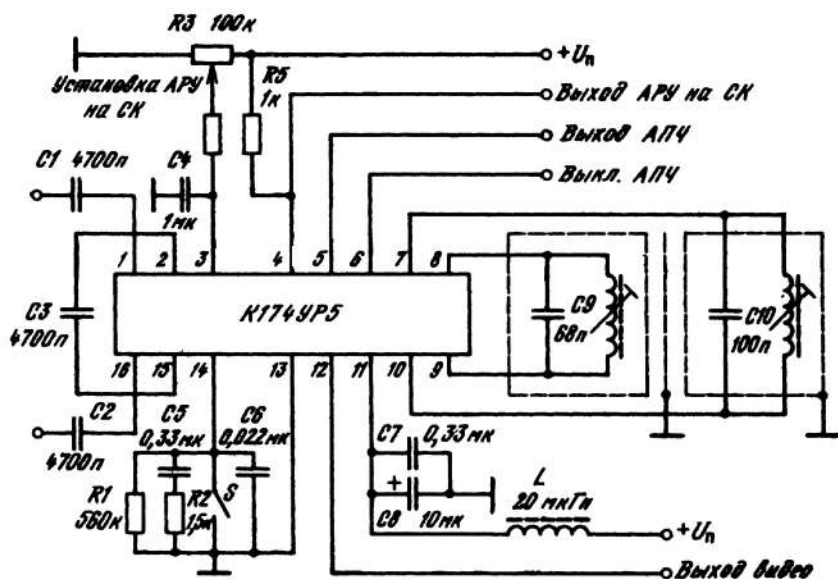 R3 100к
+Uп
Установка АРУ
на СК
R5
1к
Выход АРУ на СК
Выход АПЧ
C1 4700п
C4
Выкл. АПЧ
1мк
1 2 3 4 5 6 7 8
C3
4700п
К174УР5
C9
68п
C10
100п
16 15 14 13 12 11 10 9
C2
4700п
C5
0,33мк
C6
0,022мк
C7 0,33мк
R1
560к
R2
1,5к
S
+
C8 10мк
L
20 мкГн
+Uп
Выход видео